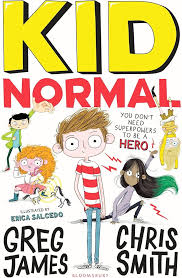 KID
NORMAL
YOU DON'T
NEED
SUPERPOWERS
TO BE A
HERO
ILLUSTRATED BY
ERICA SALCEDO
GREG
JAMES
CHRIS
SMITH
BLOOMSBURY